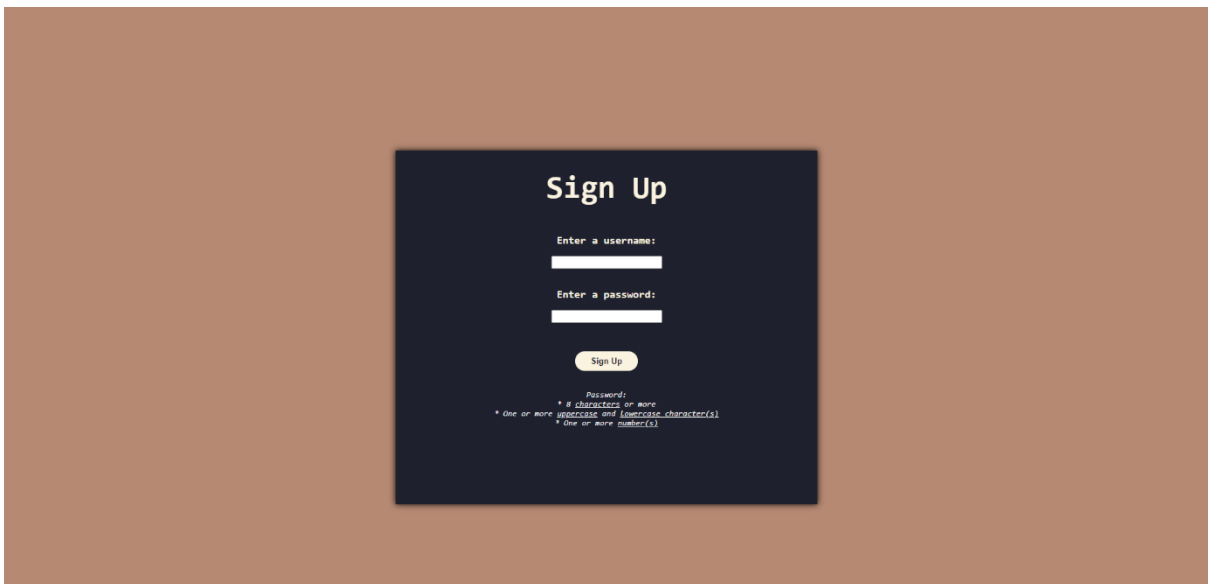 Sign Up
Enter a username:
Enter a password:
Sign Up
Password:
* 8 characters or more
* One or more uppercase and lowercase character(s)
* One or more number(s)